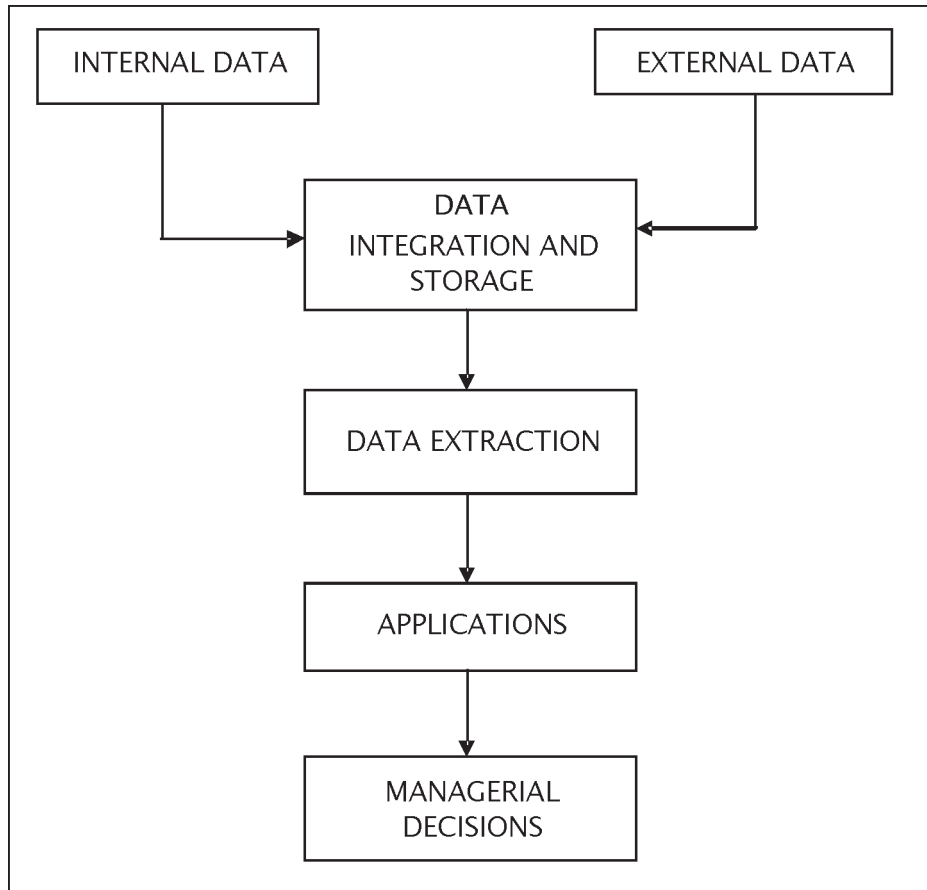 INTERNAL DATA
EXTERNAL DATA
DATA
INTEGRATION AND
STORAGE
DATA EXTRACTION
APPLICATIONS
MANAGERIAL
DECISIONS